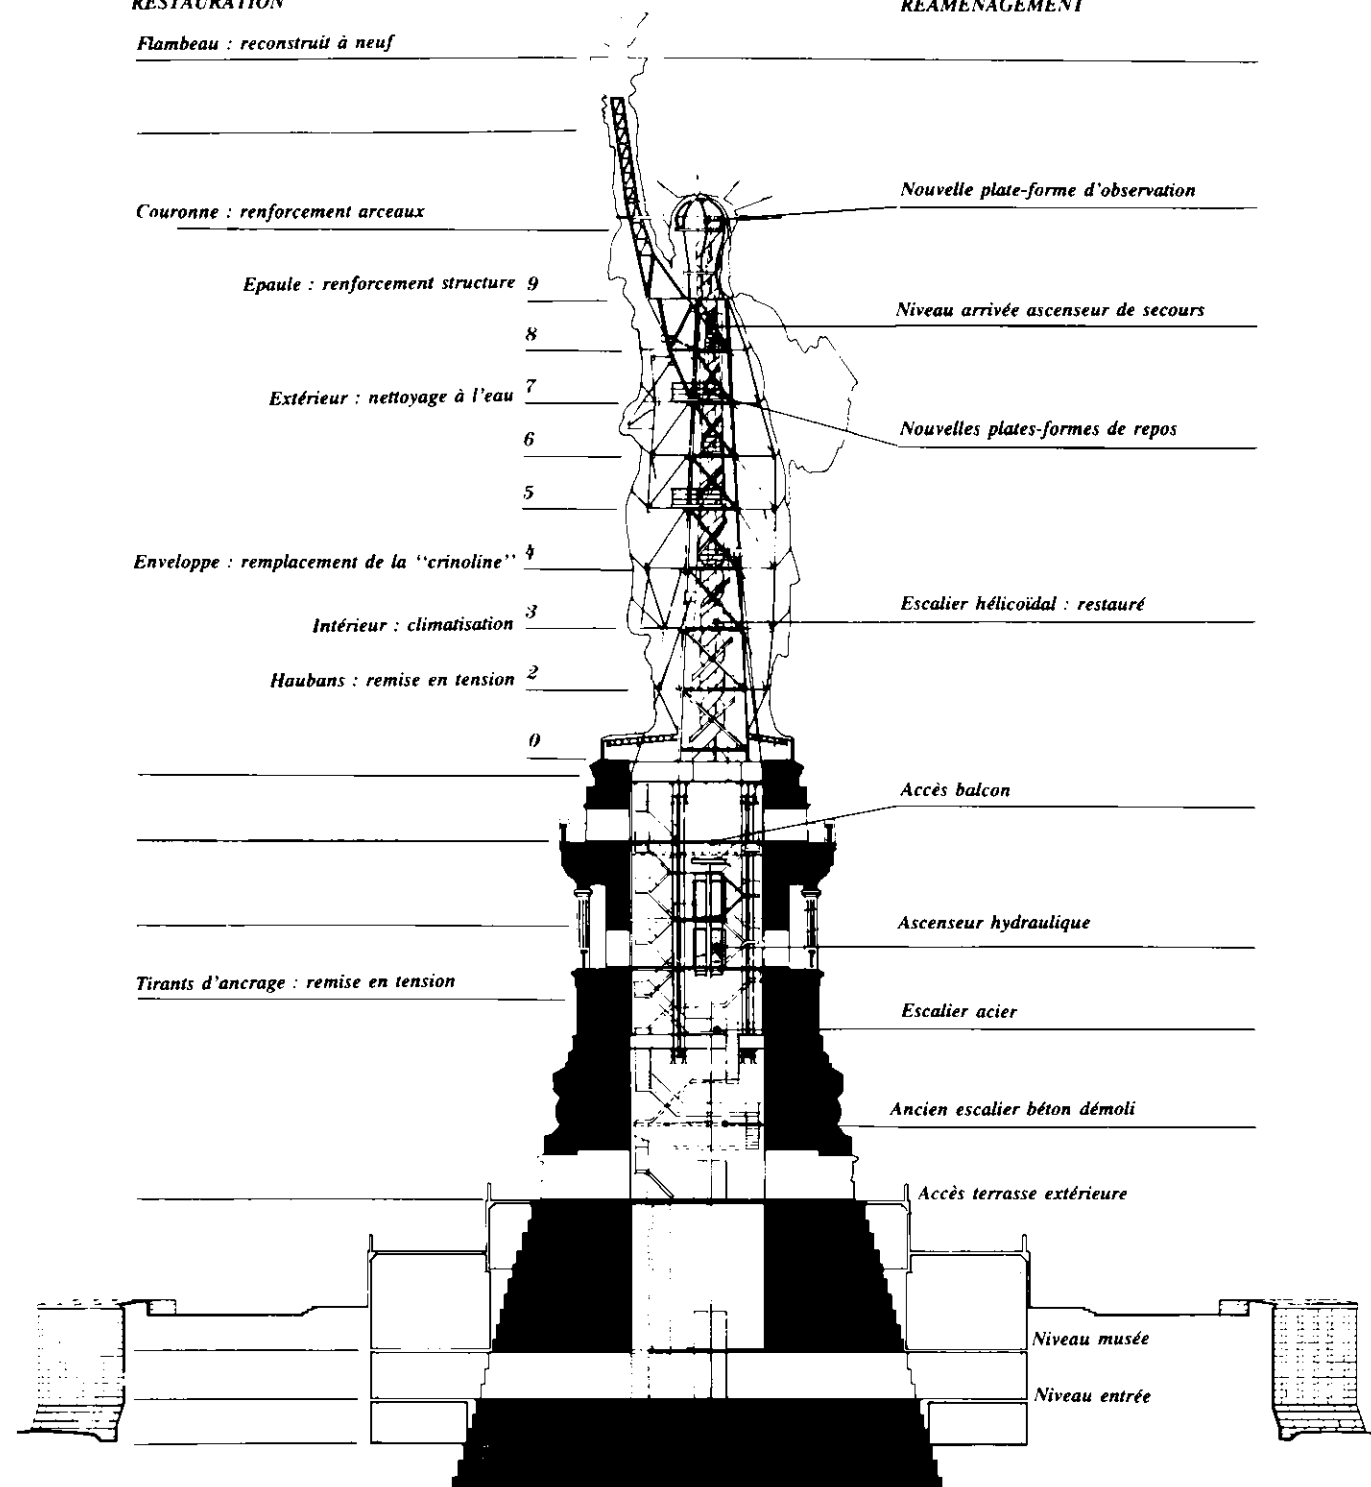 RESTAURATION
REAMENAGEMENT
Flambeau : reconstruit à neuf
Nouvelle plate-forme d'observation
Couronne : renforcement arceaux
Epaule : renforcement structure 9
Niveau arrivée ascenseur de secours
8
Extérieur : nettoyage à l'eau 7
Nouvelles plates-formes de repos
6
5
Enveloppe : remplacement de la “crinoline” 4
Escalier hélicoïdal : restauré
Intérieur : climatisation 3
Haubans : remise en tension 2
0
Accès balcon
Ascenseur hydraulique
Tirants d'ancrage : remise en tension
Escalier acier
Ancien escalier béton démoli
Accès terrasse extérieure
Niveau musée
Niveau entrée